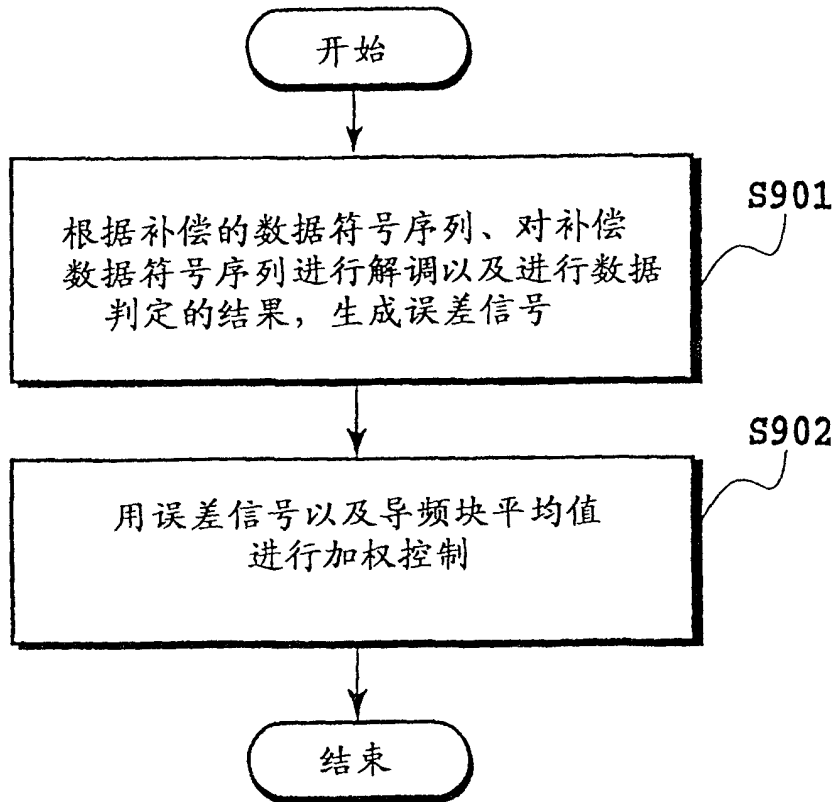 开始
S901
根据补偿的数据符号序列、对补偿
数据符号序列进行解调以及进行数据
判定的结果，生成误差信号
S902
用误差信号以及导频块平均值
进行加权控制
结束